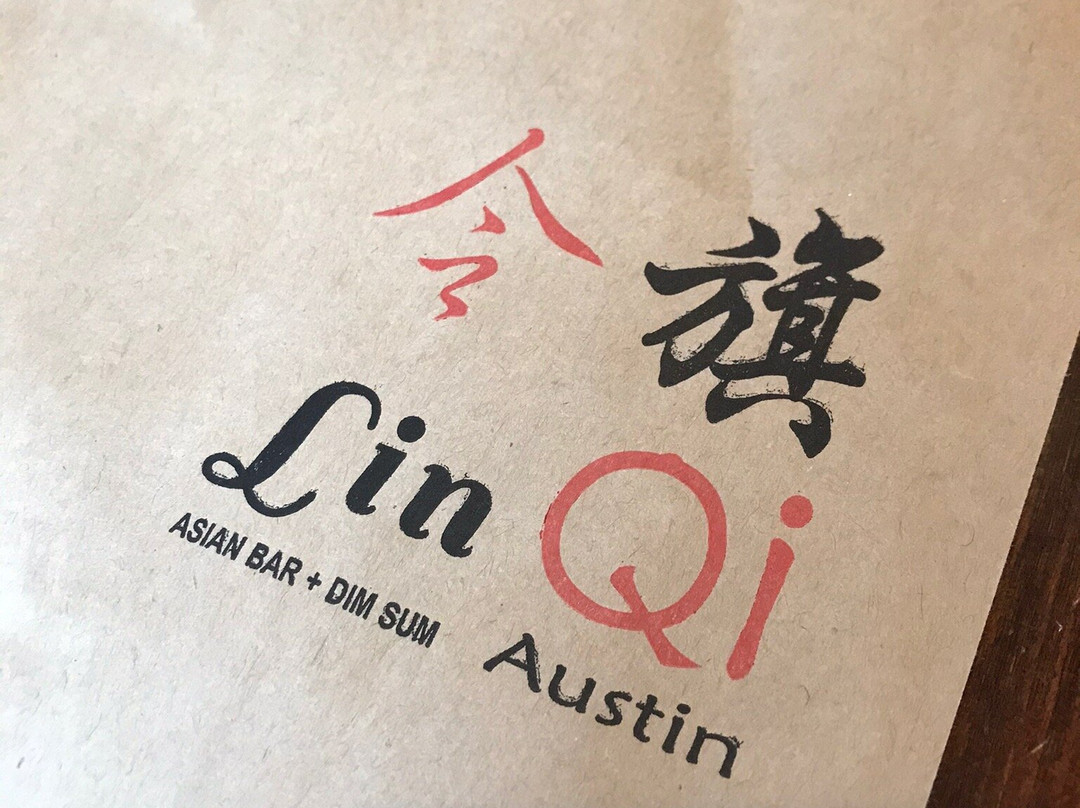 令旗
Lin Qi
ASIAN BAR + DIM SUM
Austin